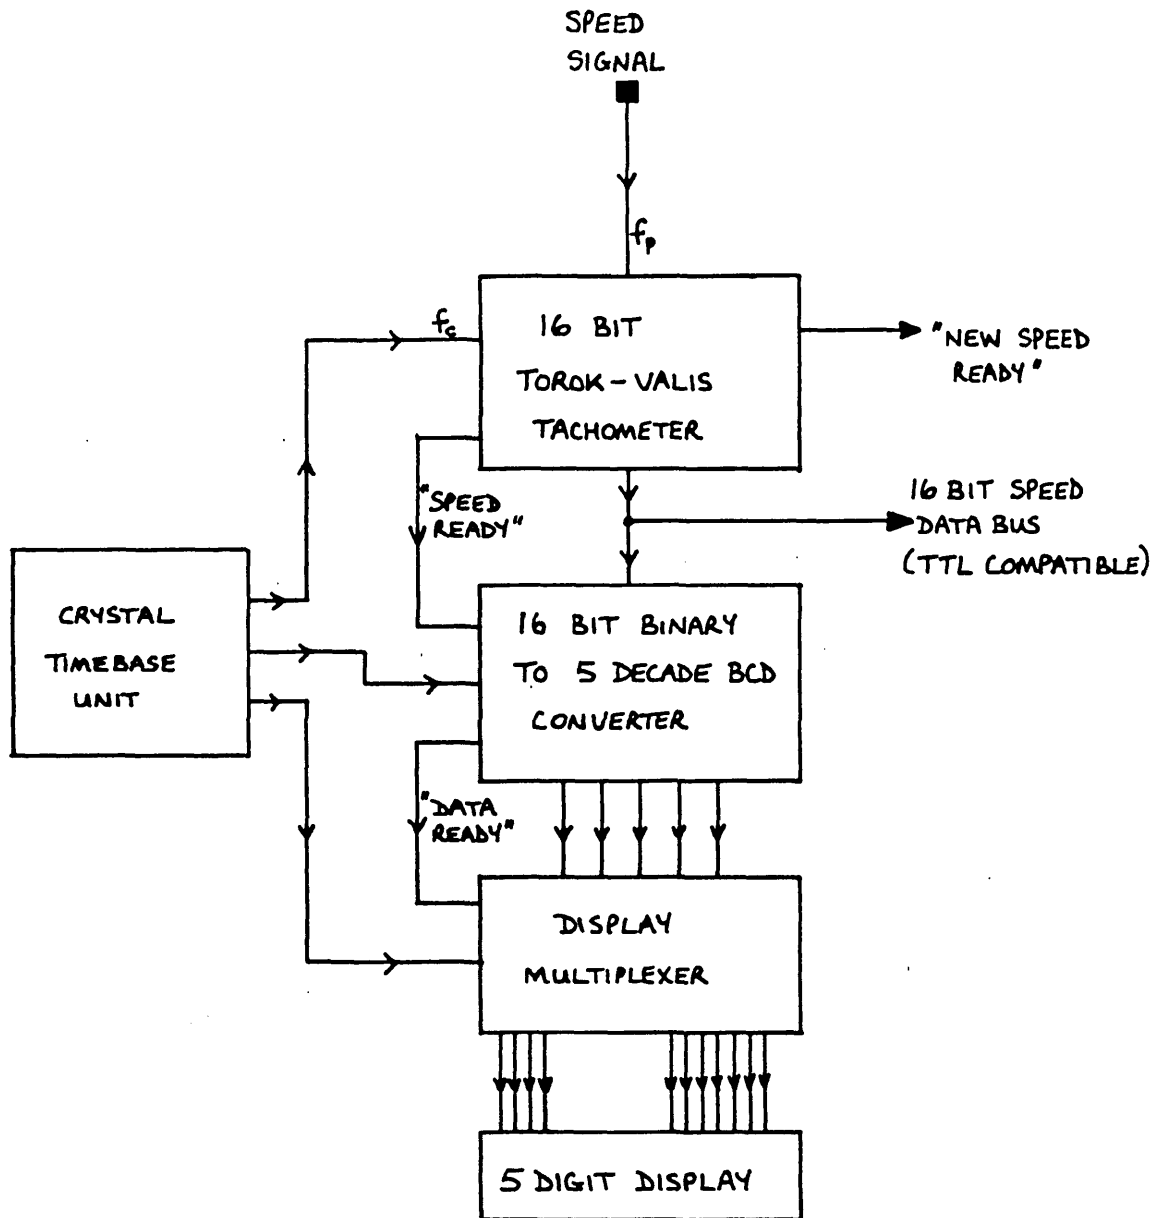 SPEED
SIGNAL
fp
fc
16 BIT
TOROK-VALIS
TACHOMETER
"NEW SPEED
READY"
"SPEED
READY"
16 BIT SPEED
DATA BUS
(TTL COMPATIBLE)
CRYSTAL
TIMEBASE
UNIT
16 BIT BINARY
TO 5 DECADE BCD
CONVERTER
"DATA
READY"
DISPLAY
MULTIPLEXER
5 DIGIT DISPLAY